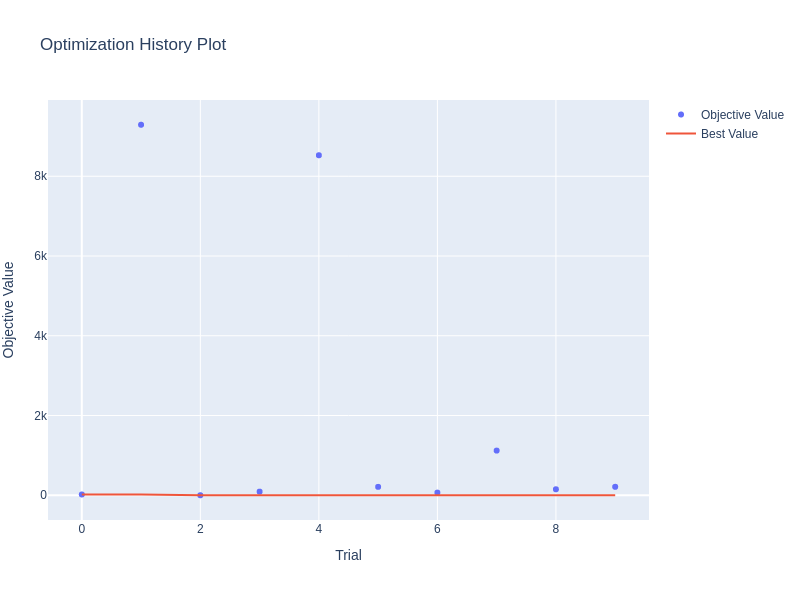 Optimization History Plot
Objective Value
Best Value
8k
6k
4k
2k
0
Objective Value
0 2 4 6 8
Trial